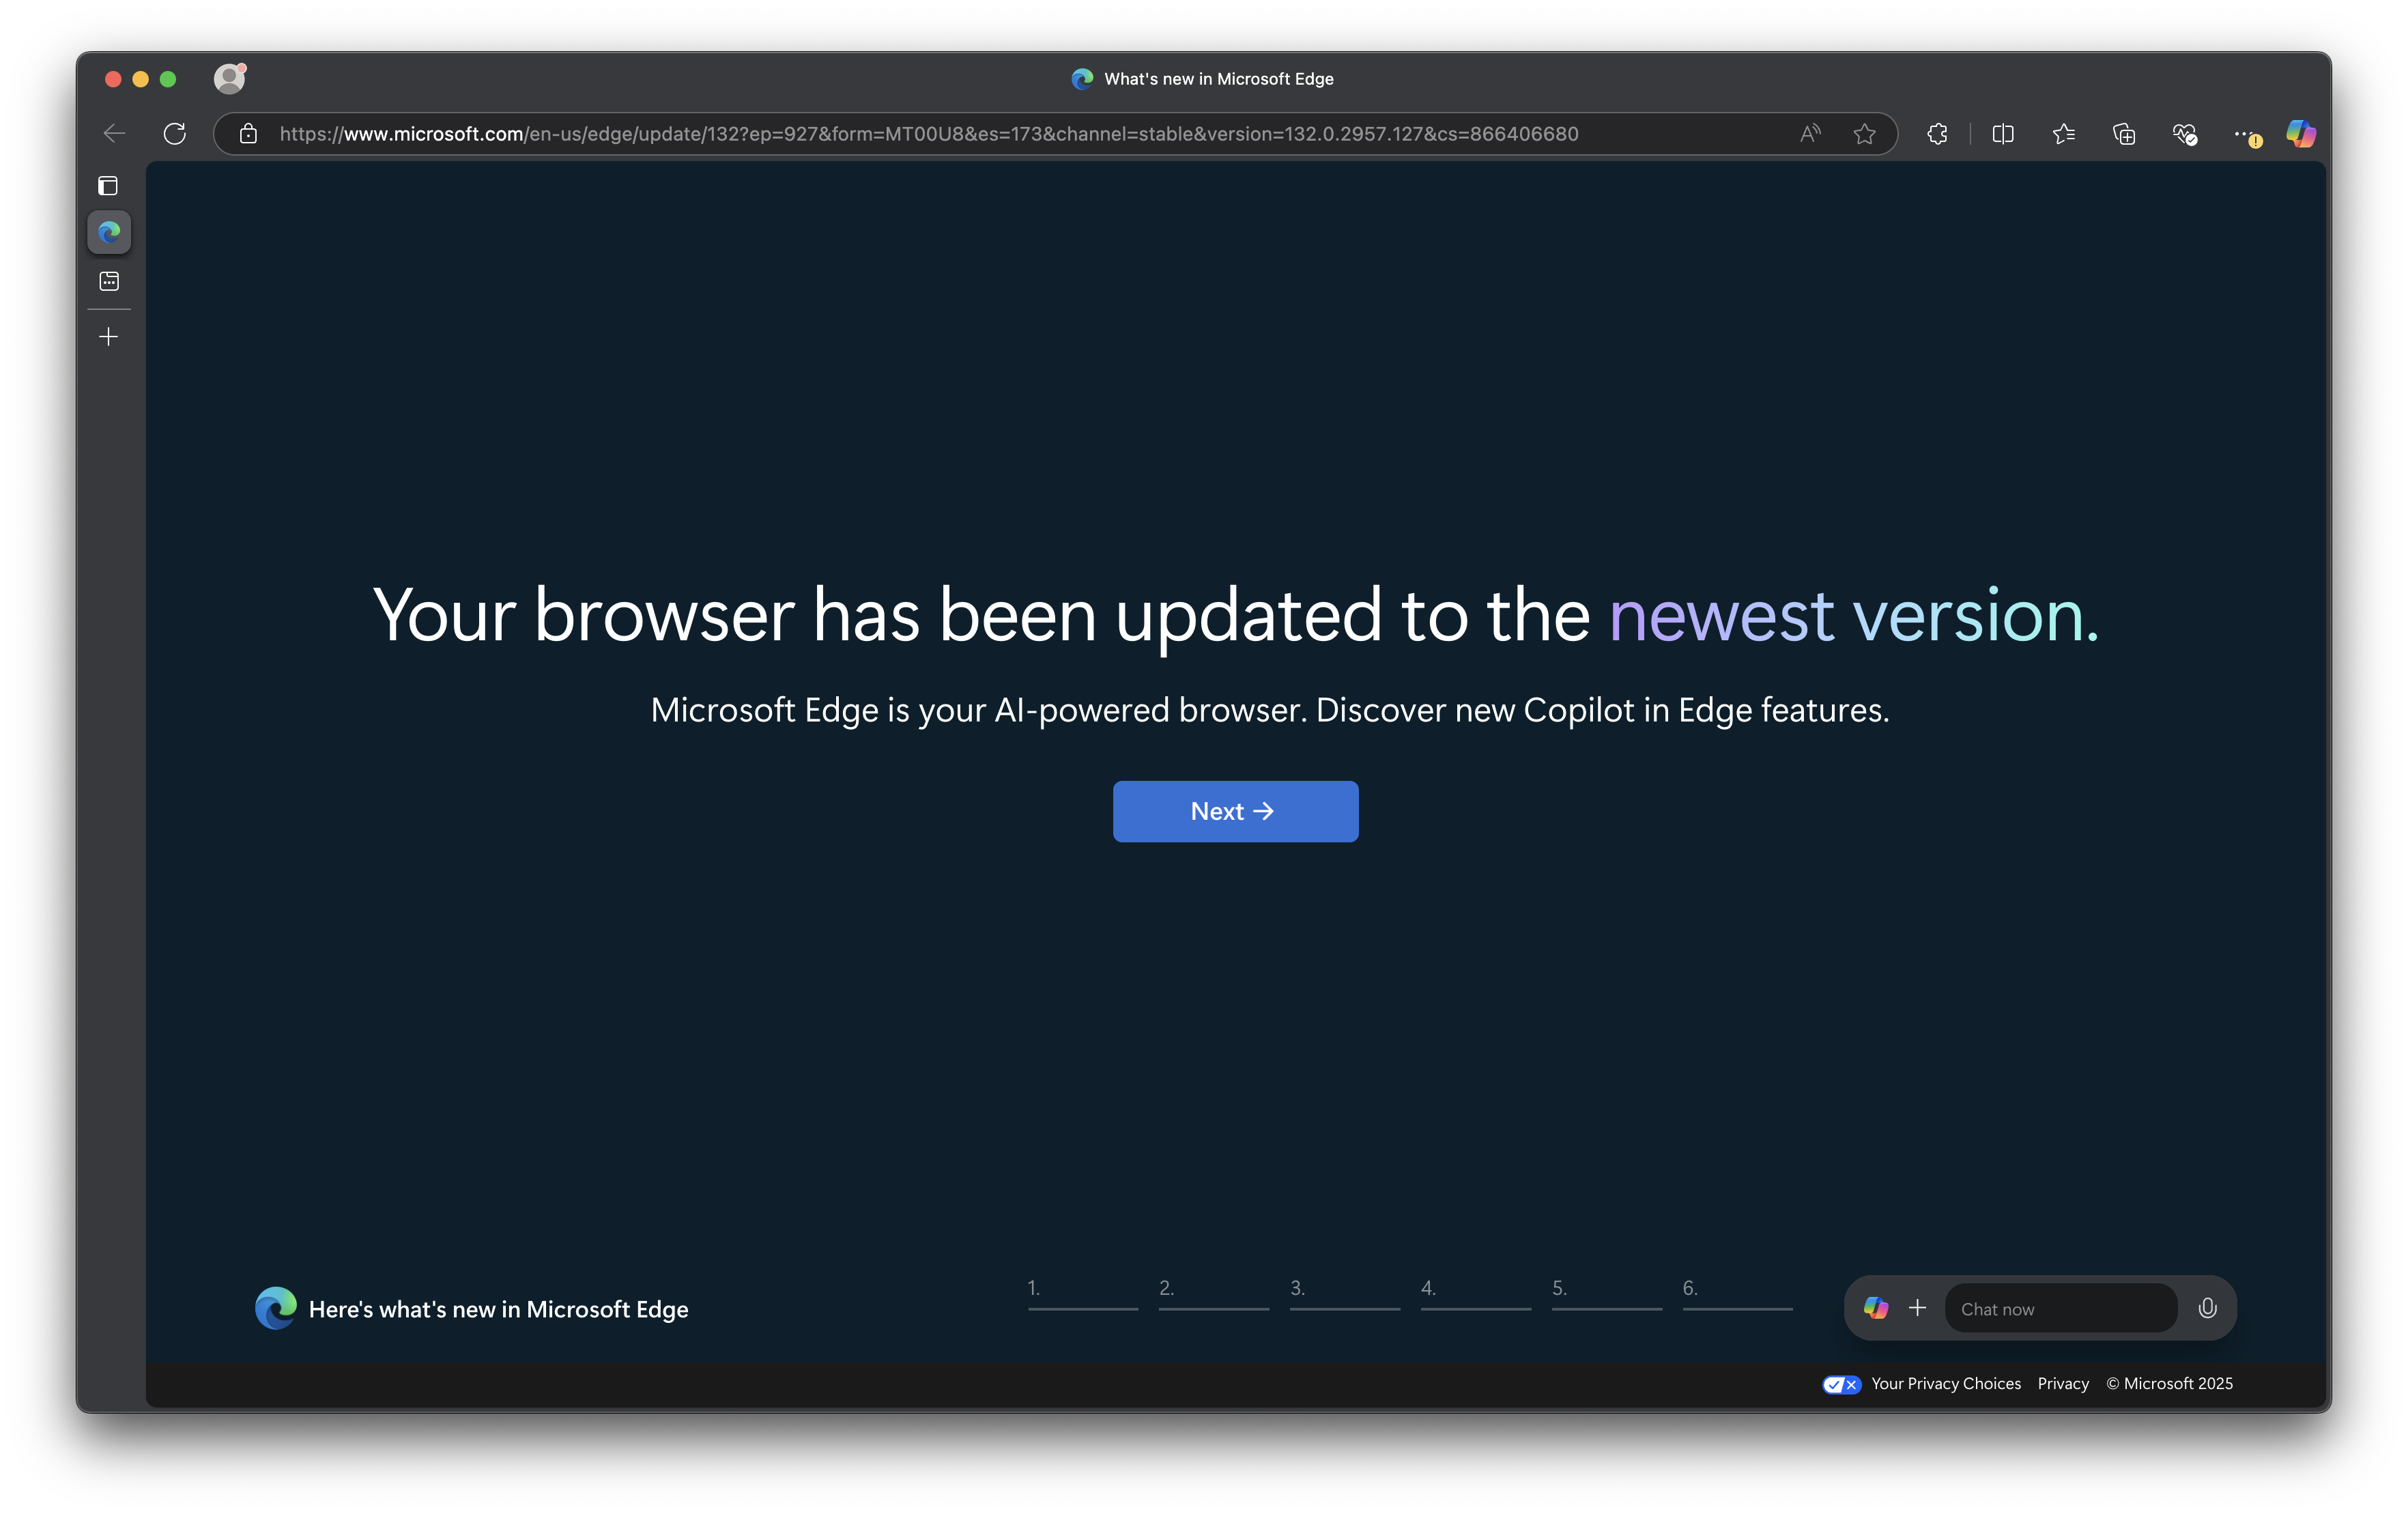 What's new in Microsoft Edge
https://www.microsoft.com/en-us/edge/update/132?ep=927&form=MT00U8&es=173&channel=stable&version=132.0.2957.127&cs=866406680
Your browser has been updated to the newest version.
Microsoft Edge is your AI-powered browser. Discover new Copilot in Edge features.
Next →
Here's what's new in Microsoft Edge
1. 2. 3. 4. 5. 6.
Chat now
Your Privacy Choices Privacy © Microsoft 2025